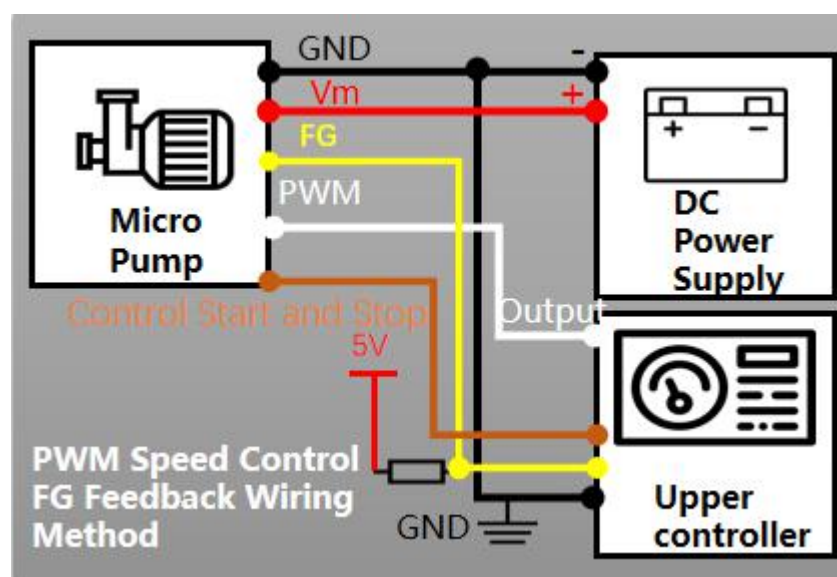 GND
-
Vm
+
FG
PWM
Micro
Pump
+ -
DC
Power
Supply
Control Start and Stop
Output
5V
PWM Speed Control
FG Feedback Wiring
Method
GND
Upper
controller